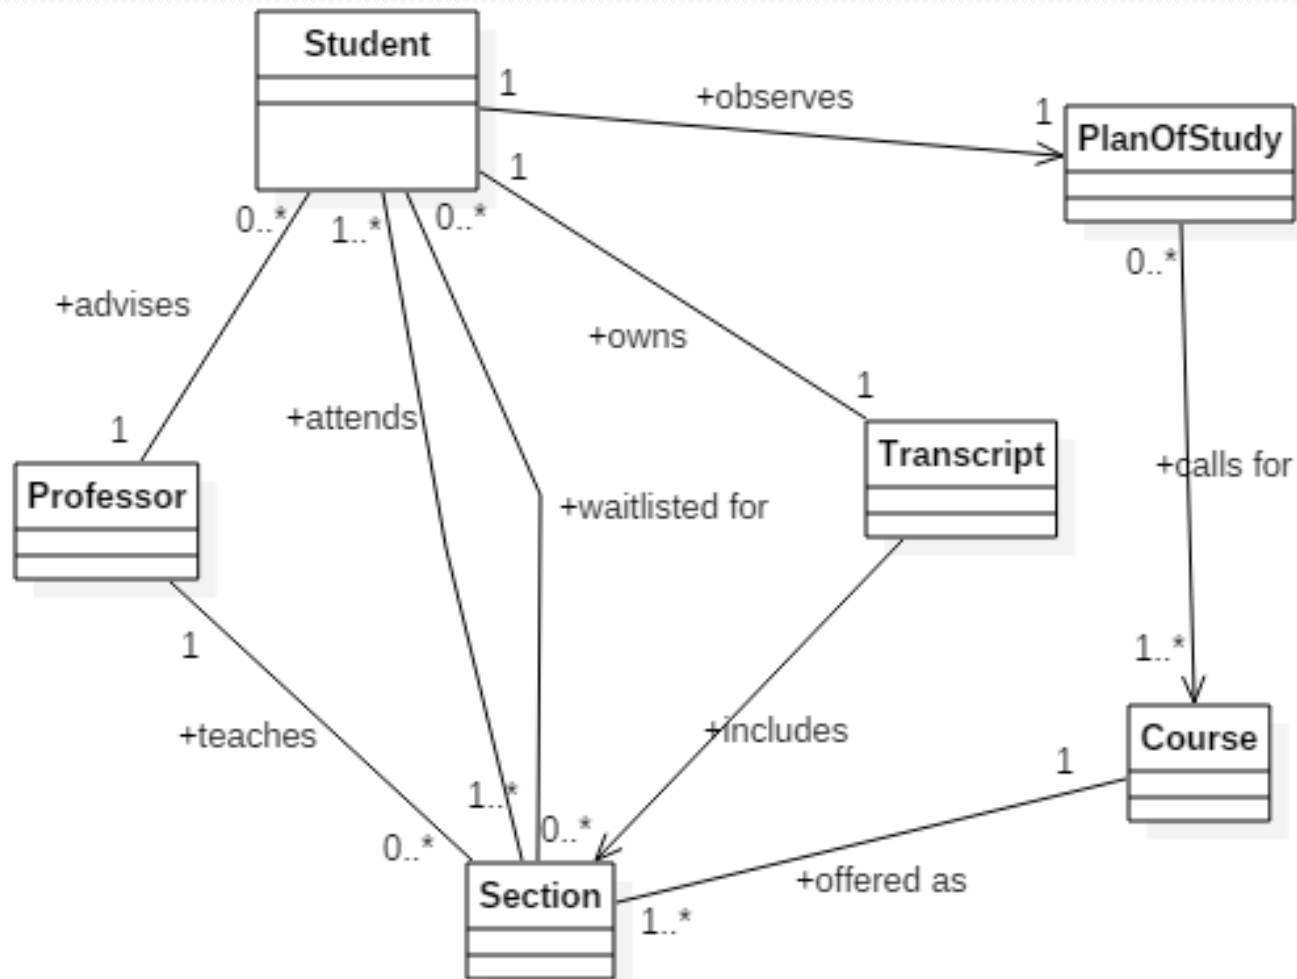 Student
1
+observes
1
PlanOfStudy
1
0..*
1..*
0..*
0..*
+advises
+owns
1
+attends
1
Transcript
+calls for
Professor
+waitlisted for
1
1..*
+teaches
+includes
Course
1
1..*
0..*
0..*
+offered as
Section
1..*